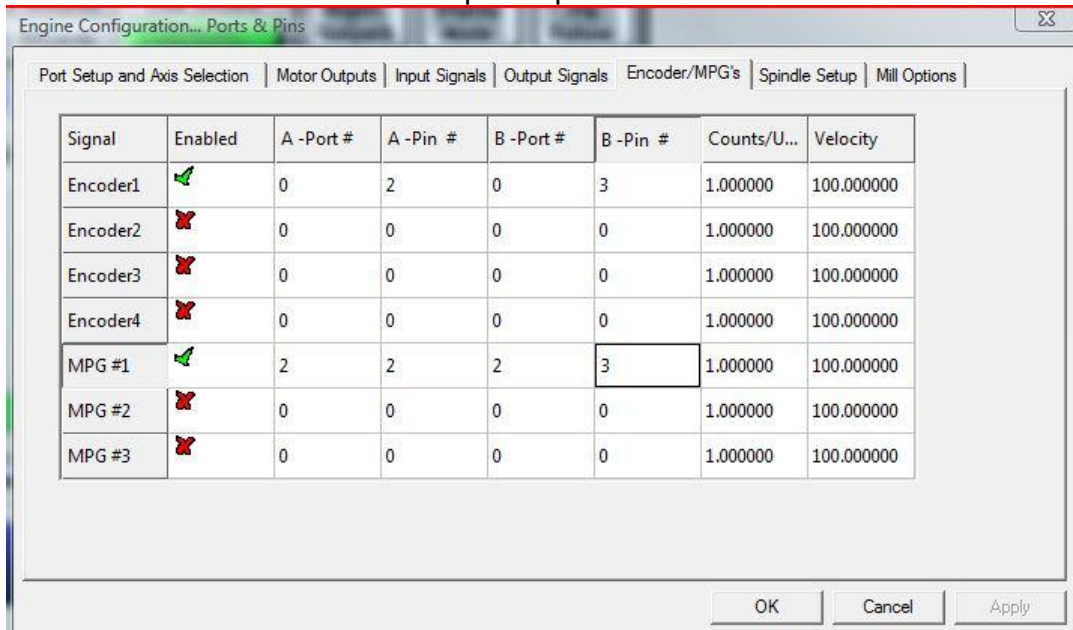 Engine Configuration... Ports & Pins
Port Setup and Axis Selection Motor Outputs Input Signals Output Signals Encoder/MPG's Spindle Setup Mill Options
Signal Enabled A -Port # A -Pin # B -Port # B -Pin # Counts/U... Velocity
Encoder1 0 2 0 3 1.000000 100.000000
Encoder2 0 0 0 0 1.000000 100.000000
Encoder3 0 0 0 0 1.000000 100.000000
Encoder4 0 0 0 0 1.000000 100.000000
MPG #1 2 2 2 3 1.000000 100.000000
MPG #2 0 0 0 0 1.000000 100.000000
MPG #3 0 0 0 0 1.000000 100.000000
OK Cancel Apply